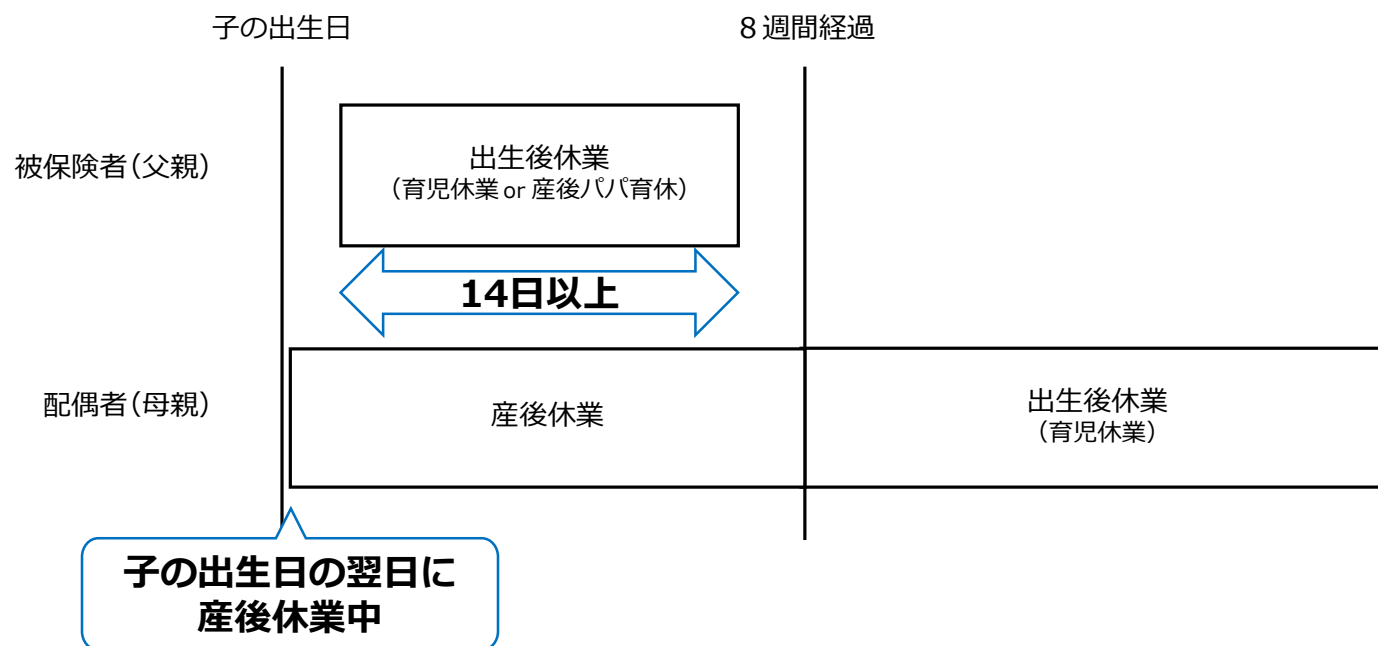 子の出生日
８週間経過
被保険者(父親)
出生後休業
(育児休業 or 産後パパ育休)
14日以上
配偶者(母親)
産後休業
出生後休業
(育児休業)
子の出生日の翌日に
産後休業中